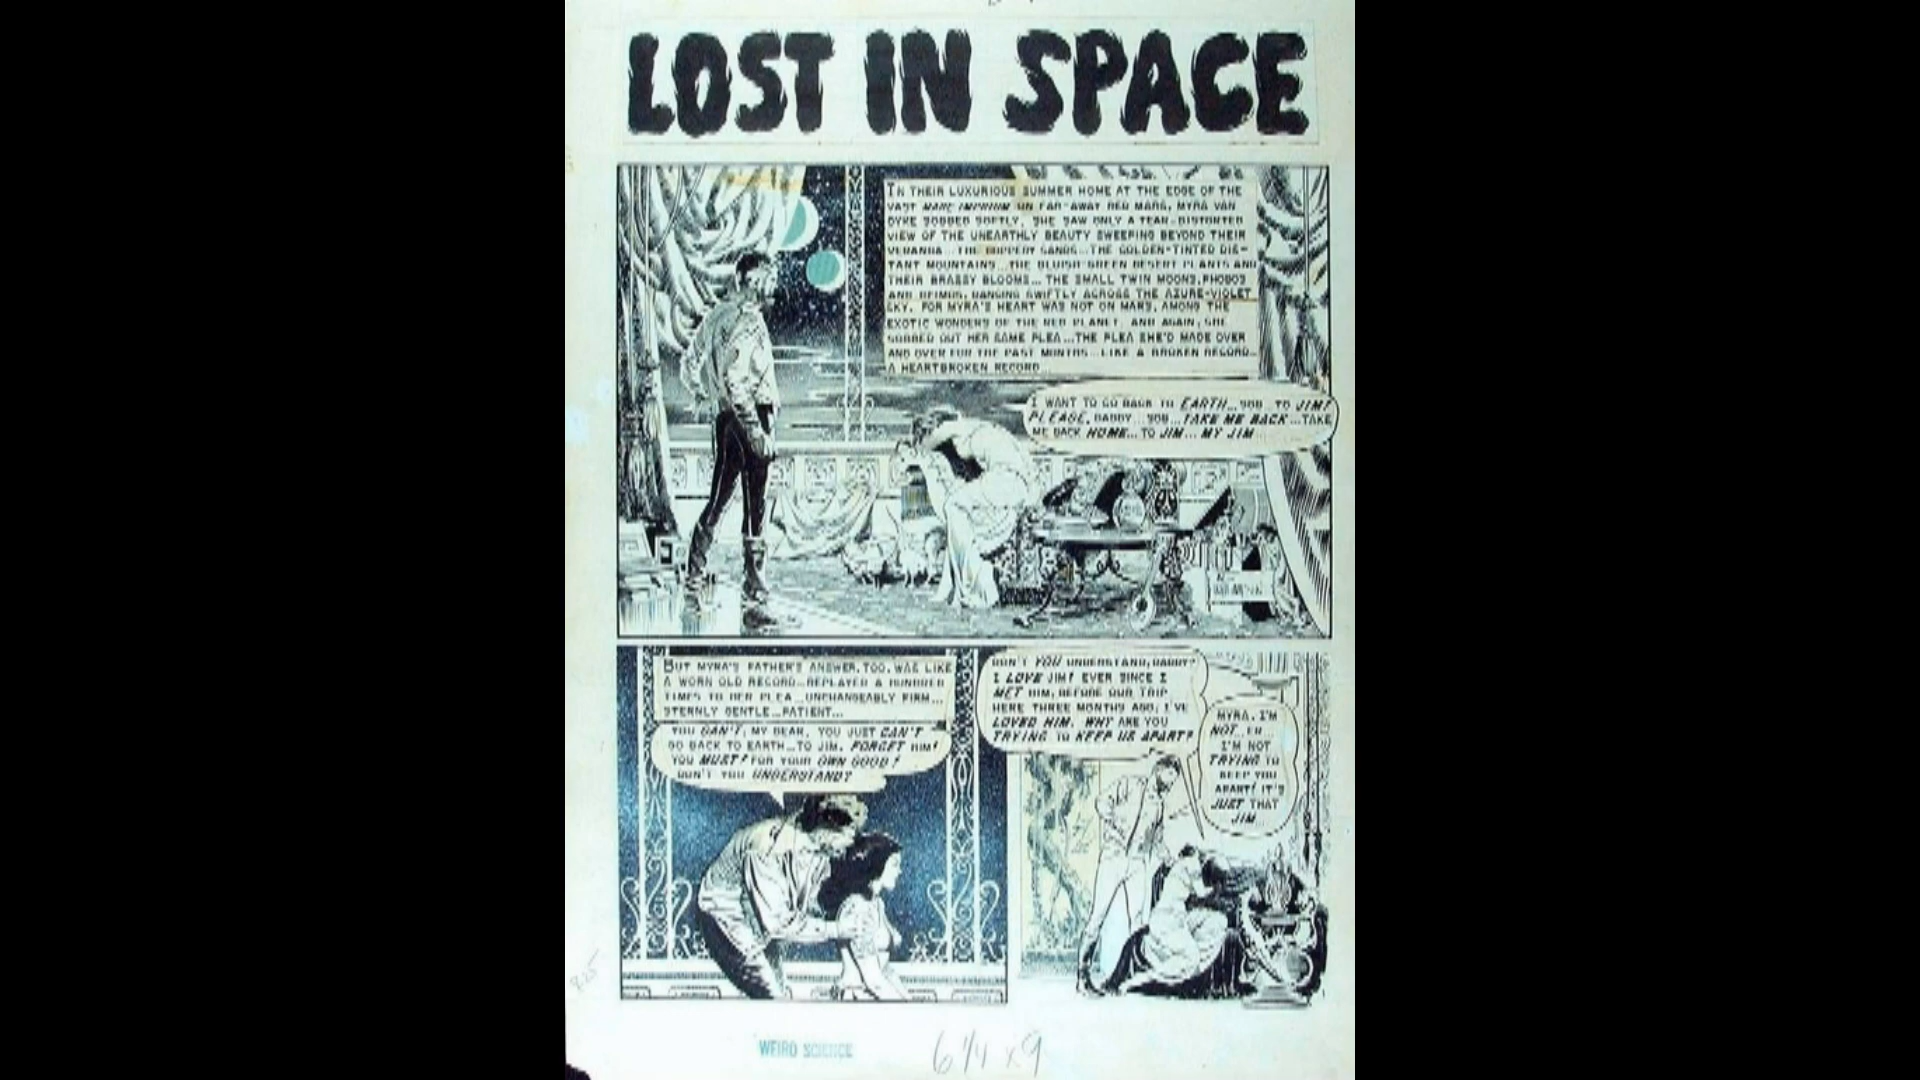 LOST IN SPACE
IN THEIR LUXURIOUS SUMMER HOME AT THE EDGE OF THE
VAST MARE IMBRIUM ON FAR-AWAY RED MARS, MYRA VAN
DYKE SOBBED SOFTLY. SHE SAW ONLY A TEAR-DISTORTED
VIEW OF THE UNEARTHLY BEAUTY SWEEPING BEYOND THEIR
VERANDA...THE COPPERY SANDS...THE GOLDEN-TINTED DIS-
TANT MOUNTAINS...THE BLUISH-GREEN DESERT PLANTS AND
THEIR BRASSY BLOOMS...THE SMALL TWIN MOONS, PHOBOS
AND DEIMOS, DANCING SWIFTLY ACROSS THE AZURE-VIOLET
SKY. FOR MYRA'S HEART WAS NOT ON MARS, AMONG THE
EXOTIC WONDERS OF THE RED PLANET. AND AGAIN, SHE
SOBBED OUT HER SAME PLEA...THE PLEA SHE'D MADE OVER
AND OVER FOR THE PAST MONTHS...LIKE A BROKEN RECORD...
A HEARTBROKEN RECORD...
I WANT TO GO BACK TO EARTH...SOB...TO JIM!
PLEASE, DADDY...SOB...TAKE ME BACK...TAKE
ME BACK HOME...TO JIM...MY JIM...
BUT MYRA'S FATHER'S ANSWER, TOO, WAS LIKE
A WORN OLD RECORD...REPLAYED A HUNDRED
TIMES TO HER PLEA...UNCHANGEABLY FIRM...
STERNLY GENTLE...PATIENT...
YOU CAN'T, MY DEAR. YOU JUST CAN'T
GO BACK TO EARTH...TO JIM. FORGET HIM!
YOU MUST! FOR YOUR OWN GOOD!
DON'T YOU UNDERSTAND?
DON'T YOU UNDERSTAND, DADDY?
I LOVE JIM! EVER SINCE I
MET HIM, BEFORE OUR TRIP
HERE THREE MONTHS AGO, I'VE
LOVED HIM. WHY ARE YOU
TRYING TO KEEP US APART?
MYRA, I'M
NOT...ER...
I'M NOT
TRYING TO
KEEP YOU
APART! IT'S
JUST THAT
JIM...
WEIRD SCIENCE
6 1/4 x 9